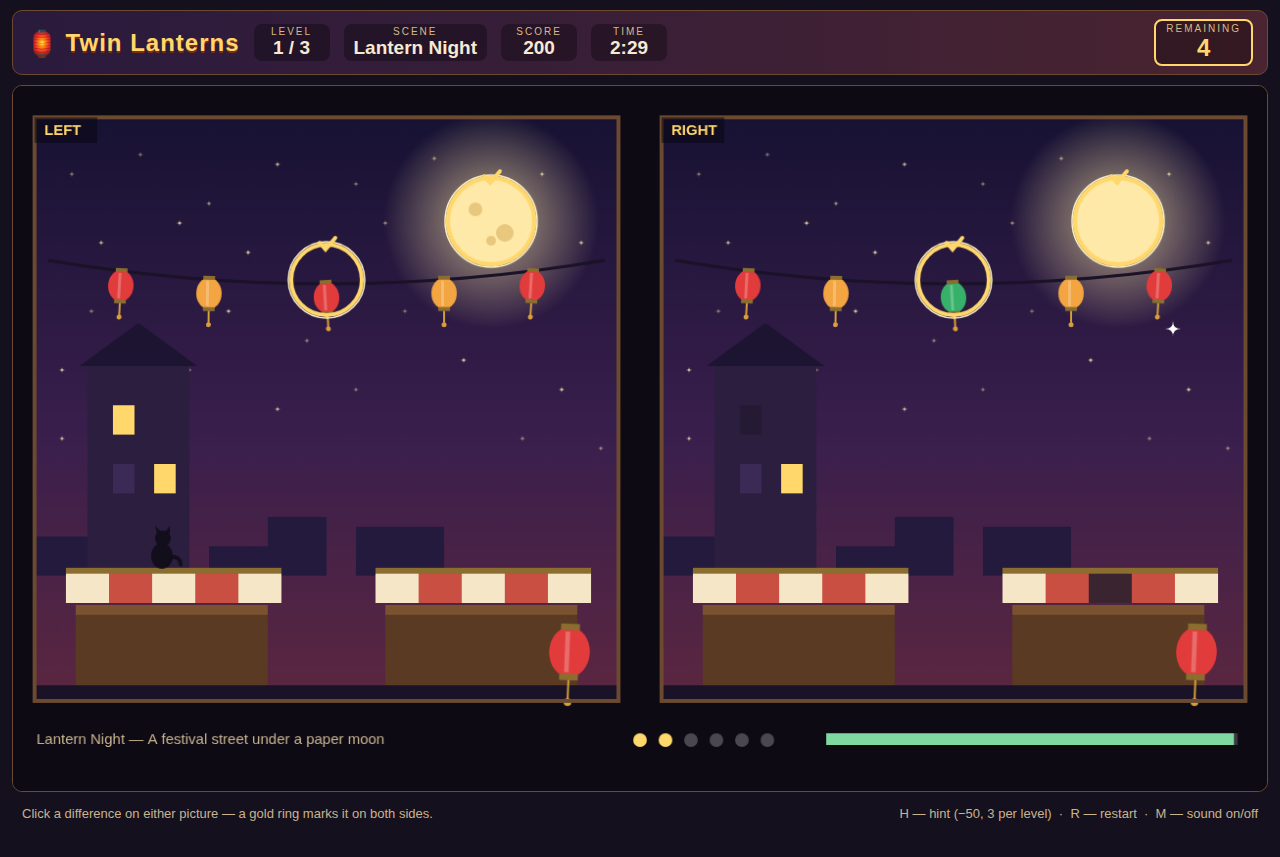 Twin Lanterns
LEVEL
1 / 3
SCENE
Lantern Night
SCORE
200
TIME
2:29
REMAINING
4
LEFT
RIGHT
Lantern Night — A festival street under a paper moon
Click a difference on either picture — a gold ring marks it on both sides.
H — hint (−50, 3 per level) · R — restart · M — sound on/off